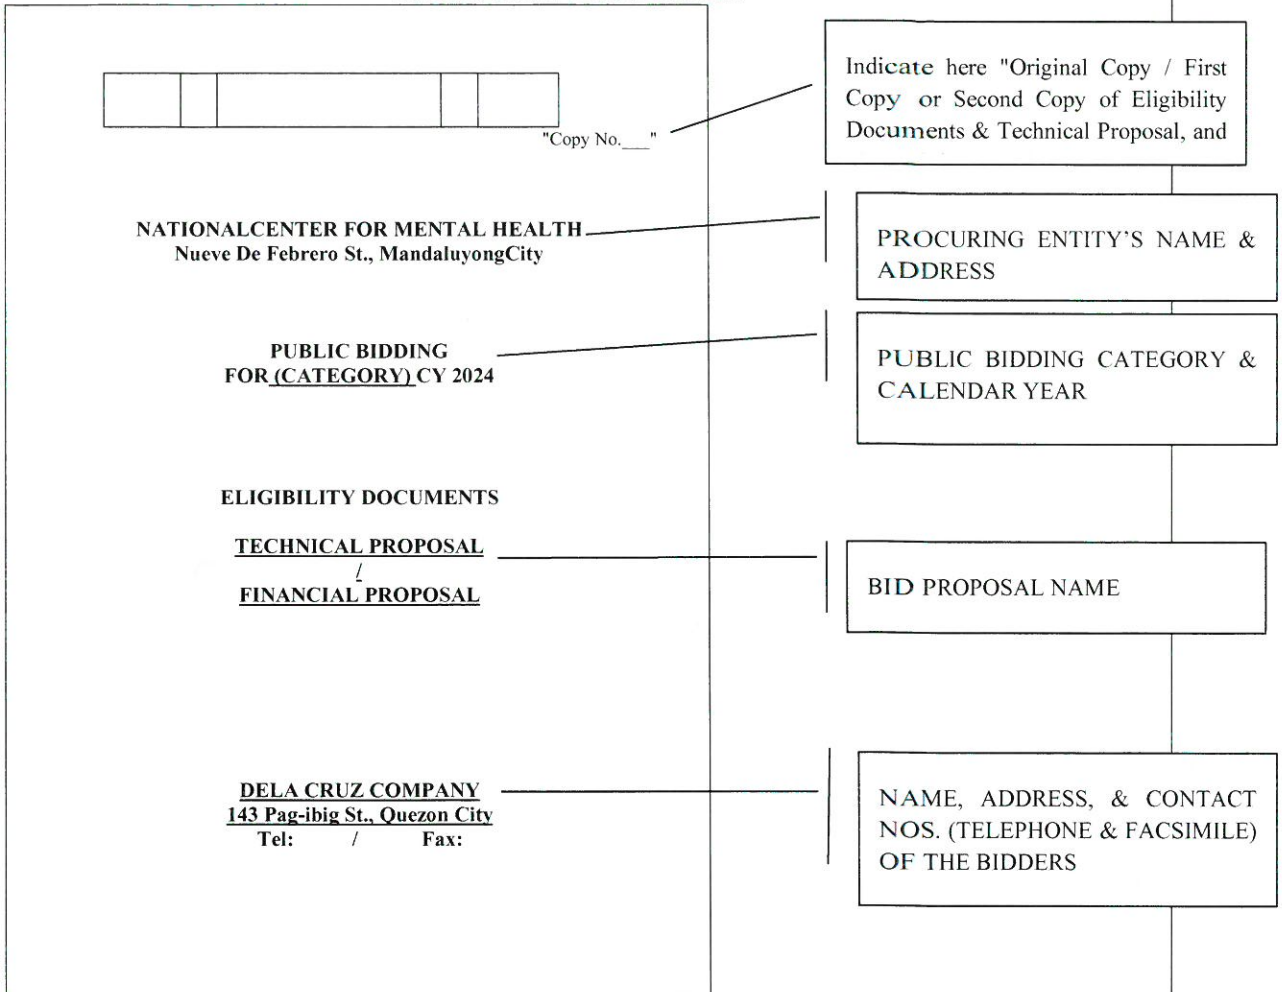 Indicate here "Original Copy / First
Copy or Second Copy of Eligibility
Documents & Technical Proposal, and
"Copy No.___"
NATIONALCENTER FOR MENTAL HEALTH
Nueve De Febrero St., MandaluyongCity
PROCURING ENTITY'S NAME &
ADDRESS
PUBLIC BIDDING
FOR (CATEGORY) CY 2024
PUBLIC BIDDING CATEGORY &
CALENDAR YEAR
ELIGIBILITY DOCUMENTS
TECHNICAL PROPOSAL
/
FINANCIAL PROPOSAL
BID PROPOSAL NAME
DELA CRUZ COMPANY
143 Pag-ibig St., Quezon City
Tel: / Fax:
NAME, ADDRESS, & CONTACT
NOS. (TELEPHONE & FACSIMILE)
OF THE BIDDERS